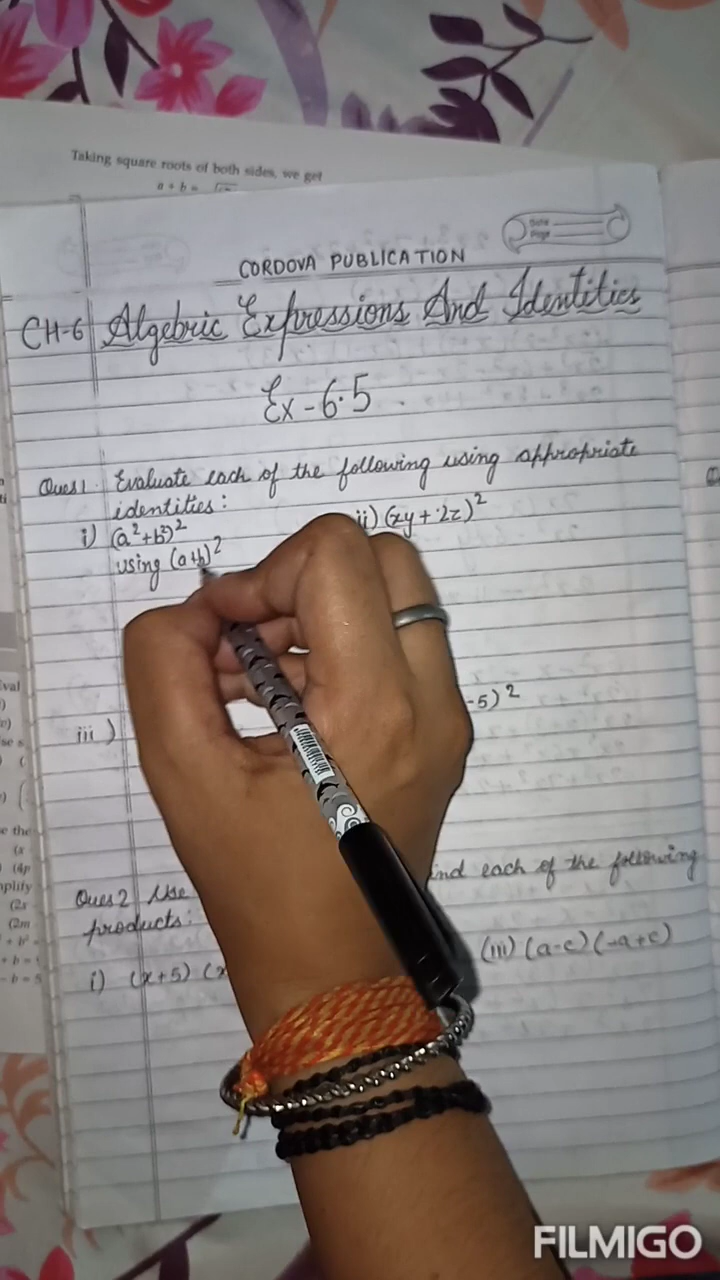 Taking square roots of both sides, we get
a + b =
Date
Page
CORDOVA PUBLICATION
CH-6 Algebric Expressions And Identities
Ex-6.5
Ques1. Evaluate each of the following using appropriate
identities:
i) (a²+b²)² ii) (xy + 2z)²
using (a+b)²
iii) -5)²
Ques2 Use each of the following
products:
i) (x+5) (iii) (a-c) (-a+c)
FILMIGO